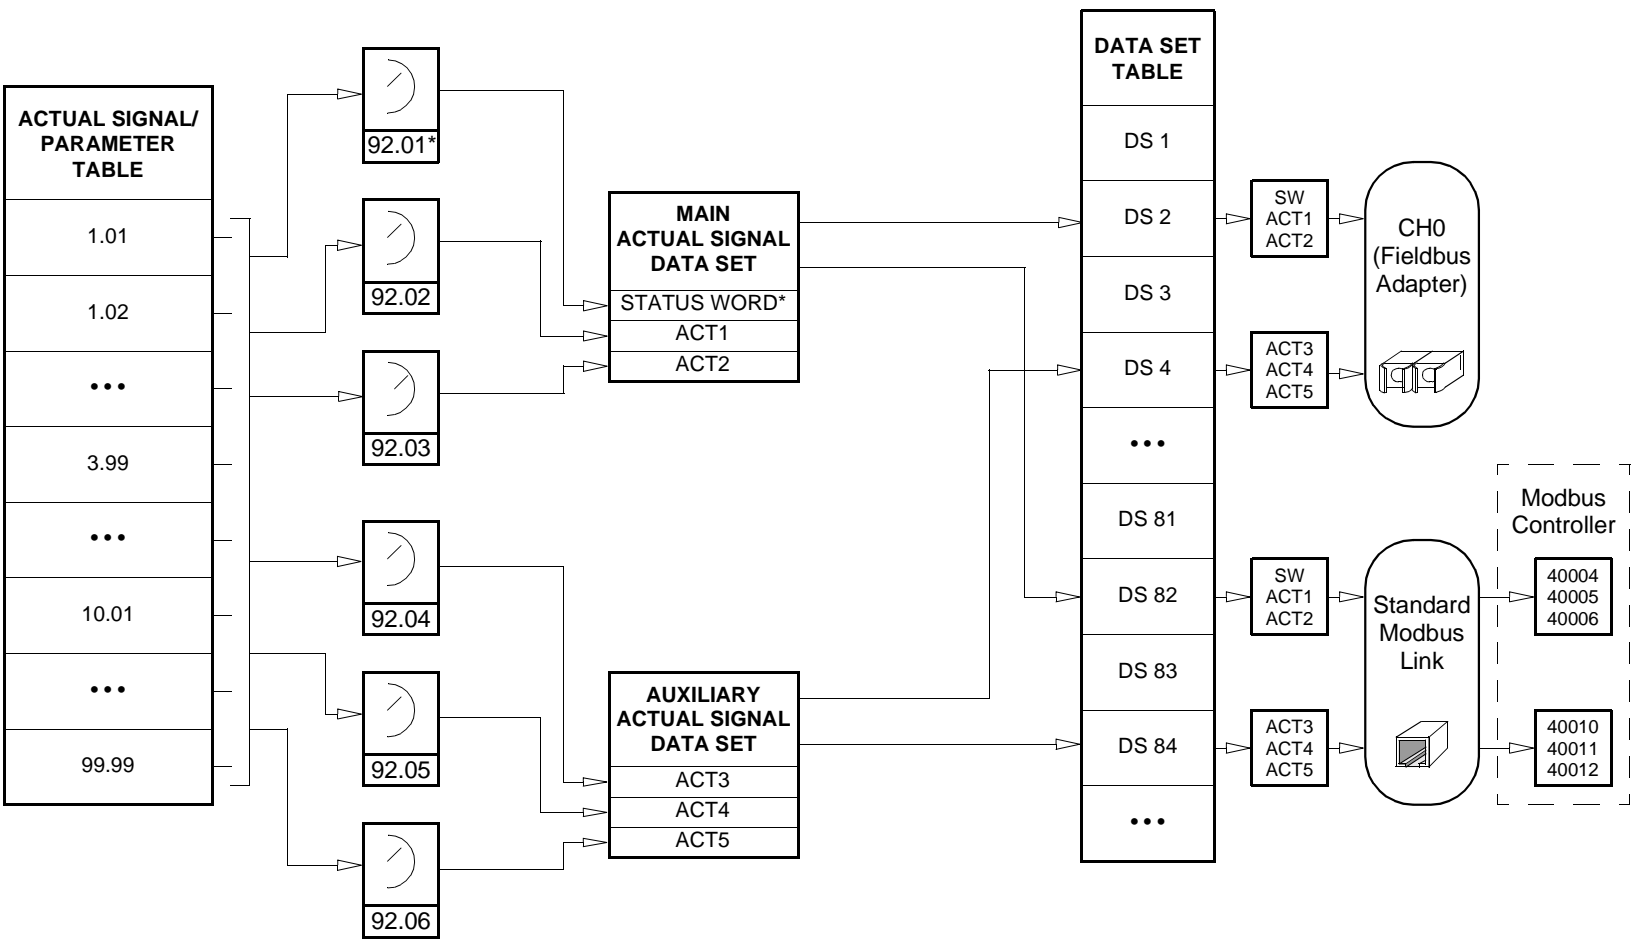 ACTUAL SIGNAL/
PARAMETER
TABLE
1.01
1.02
•••
3.99
•••
10.01
•••
99.99
92.01*
92.02
92.03
92.04
92.05
92.06
MAIN
ACTUAL SIGNAL
DATA SET
STATUS WORD*
ACT1
ACT2
AUXILIARY
ACTUAL SIGNAL
DATA SET
ACT3
ACT4
ACT5
DATA SET
TABLE
DS 1
DS 2
DS 3
DS 4
•••
DS 81
DS 82
DS 83
DS 84
•••
SW
ACT1
ACT2
ACT3
ACT4
ACT5
SW
ACT1
ACT2
ACT3
ACT4
ACT5
CH0
(Fieldbus
Adapter)
Standard
Modbus
Link
Modbus
Controller
40004
40005
40006
40010
40011
40012